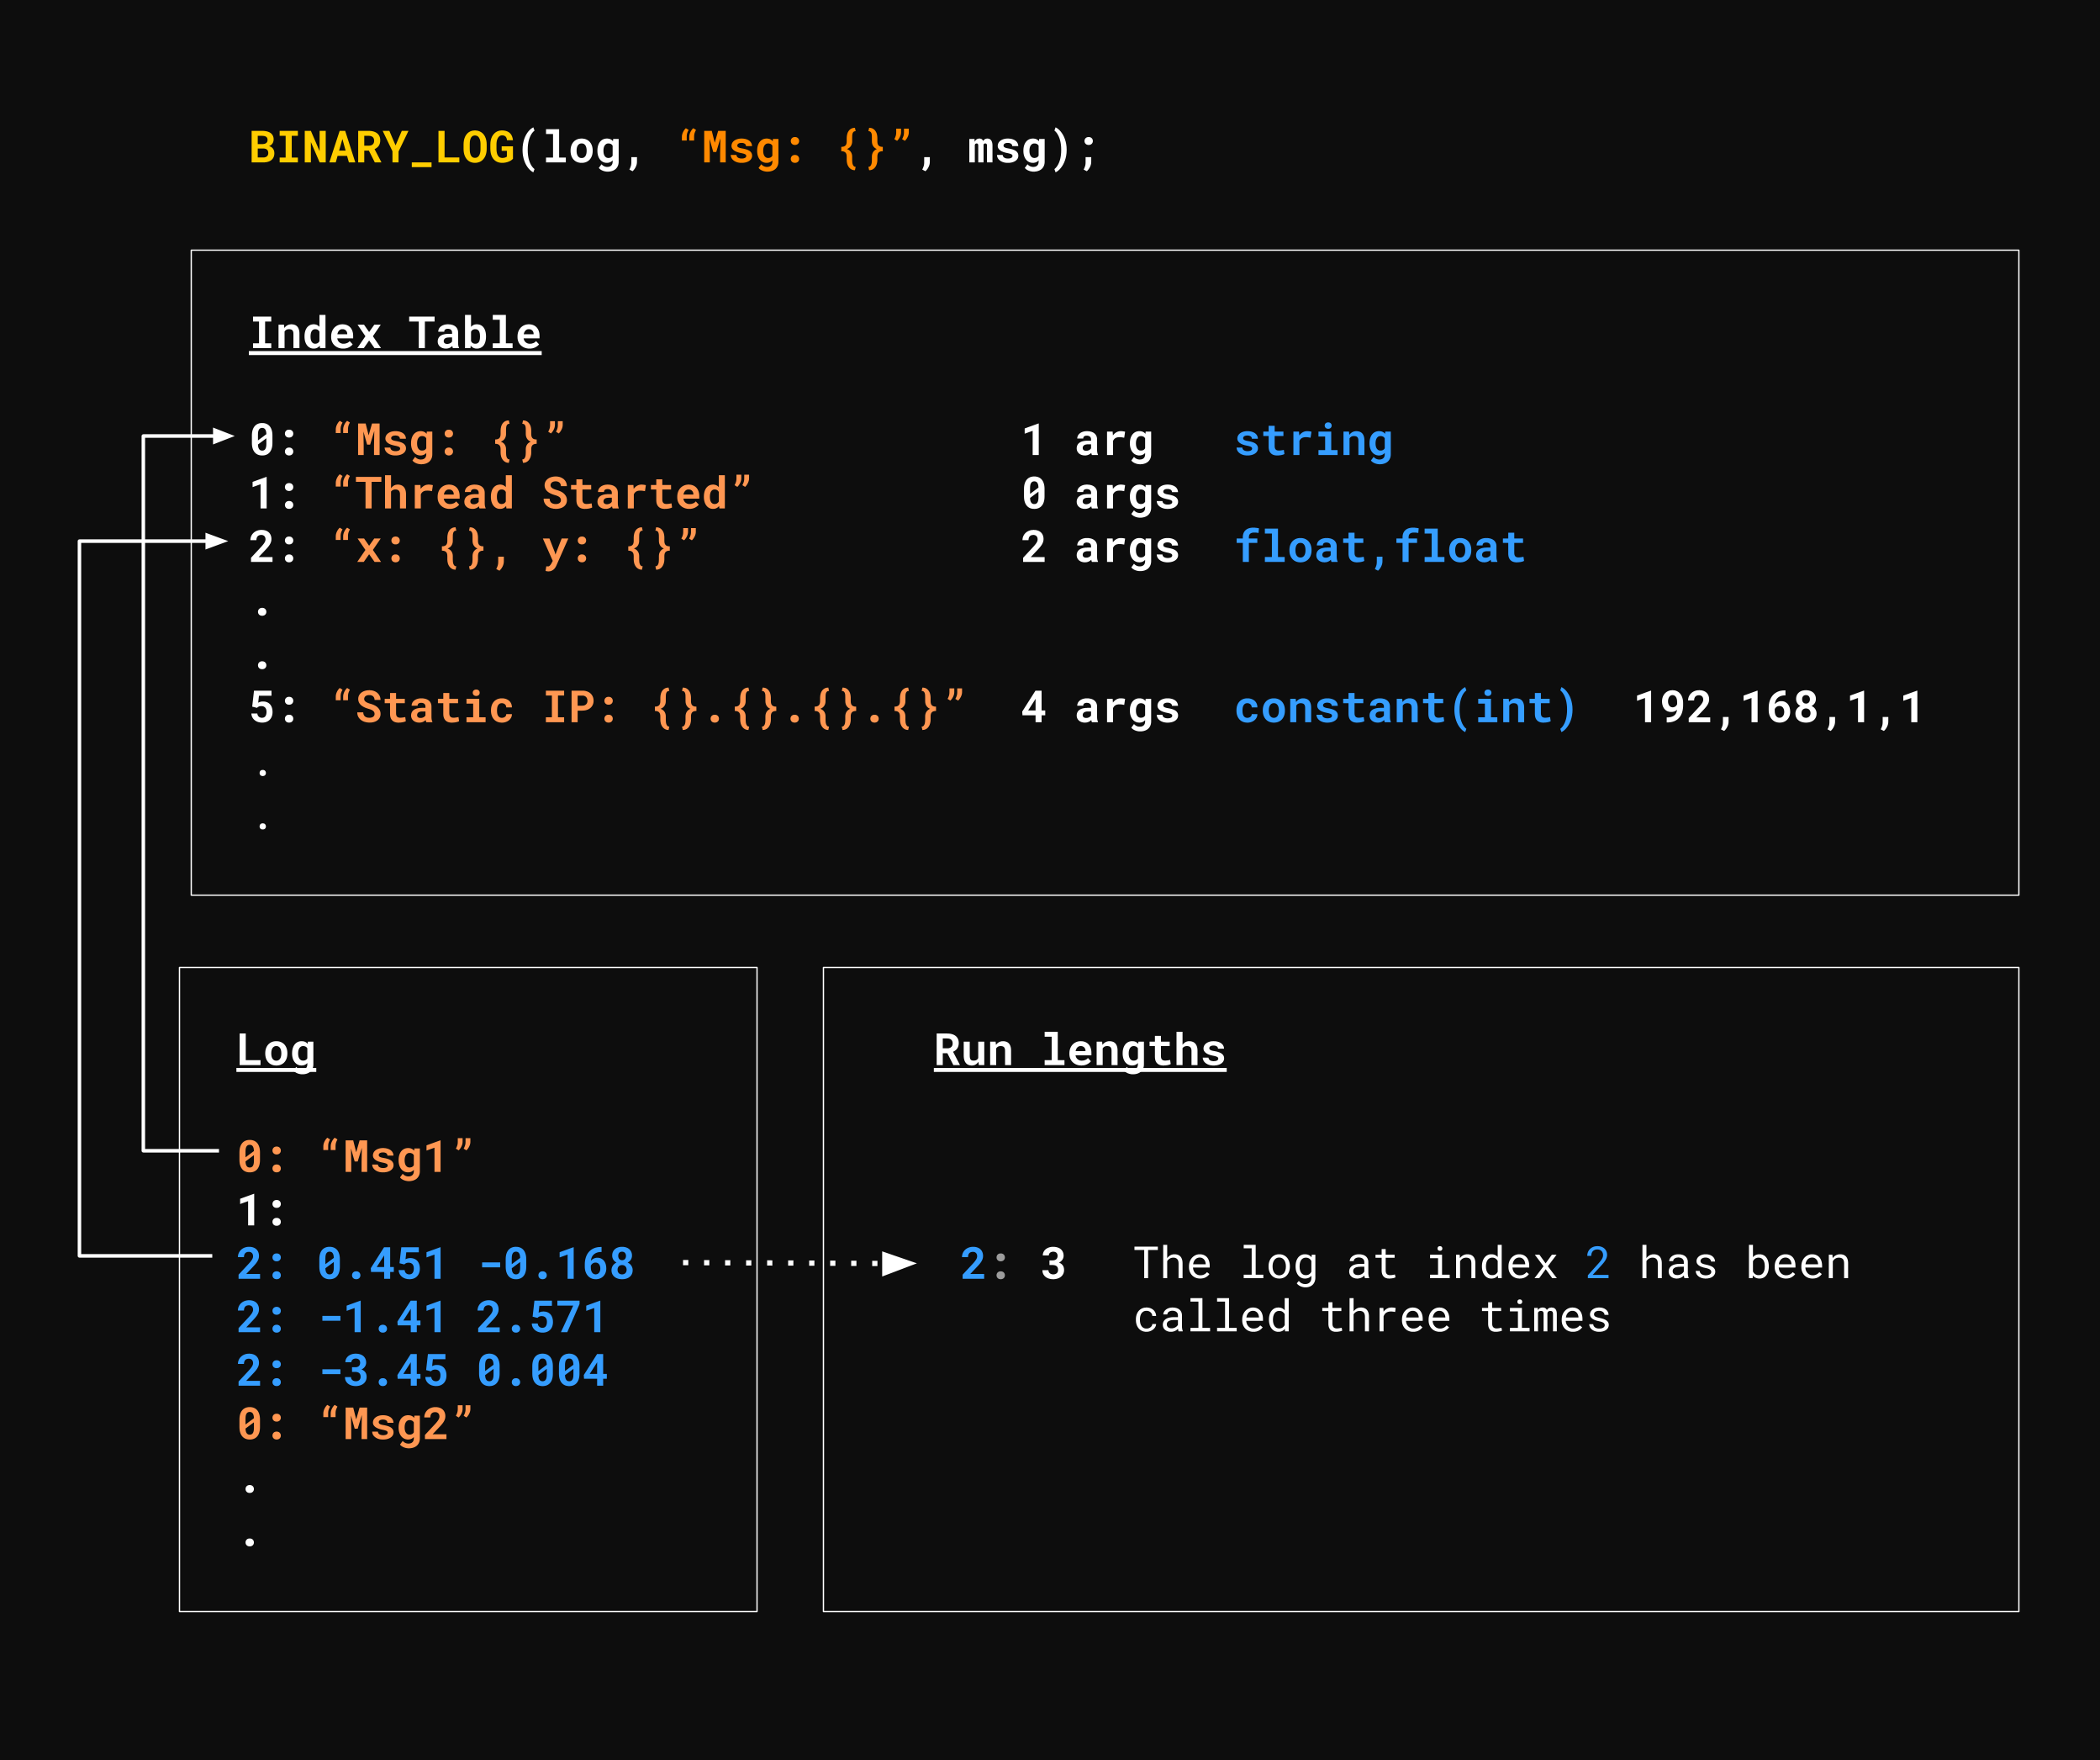 BINARY_LOG(log, “Msg: {}”, msg);
Index Table
0: “Msg: {}” 1 arg string
1: “Thread Started” 0 args
2: “x: {}, y: {}” 2 args float,float
.
.
5: “Static IP: {}.{}.{}.{}” 4 args constant(int) 192,168,1,1
.
.
Log
0: “Msg1”
1:
2: 0.451 -0.168
2: -1.41 2.571
2: -3.45 0.004
0: “Msg2”
.
.
Run lengths
2: 3 The log at index 2 has been
called three times